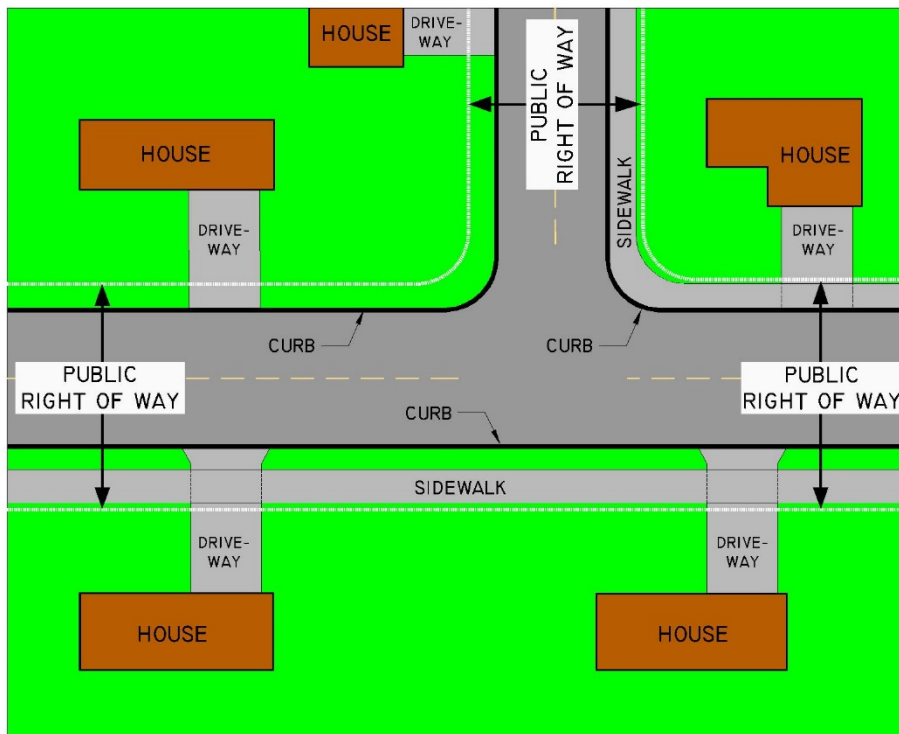 HOUSE
DRIVE-
WAY
PUBLIC
RIGHT OF WAY
HOUSE
HOUSE
DRIVE-
WAY
SIDEWALK
DRIVE-
WAY
CURB
CURB
PUBLIC
RIGHT OF WAY
PUBLIC
RIGHT OF WAY
CURB
SIDEWALK
DRIVE-
WAY
DRIVE-
WAY
HOUSE
HOUSE